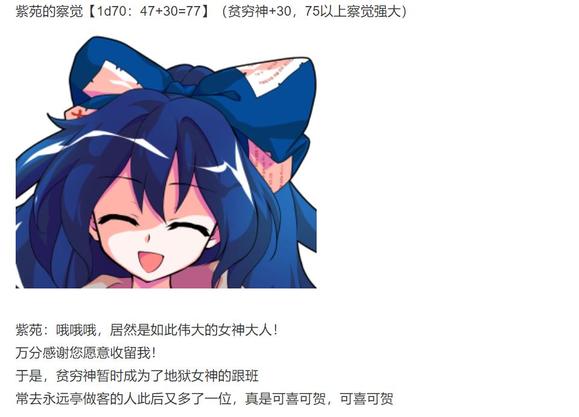 紫苑的察觉【1d70：47+30=77】（贫穷神+30，75以上察觉强大）
紫苑：哦哦哦，居然是如此伟大的女神大人！
万分感谢您愿意收留我！
于是，贫穷神暂时成为了地狱女神的跟班
常去永远亭做客的人此后又多了一位，真是可喜可贺，可喜可贺